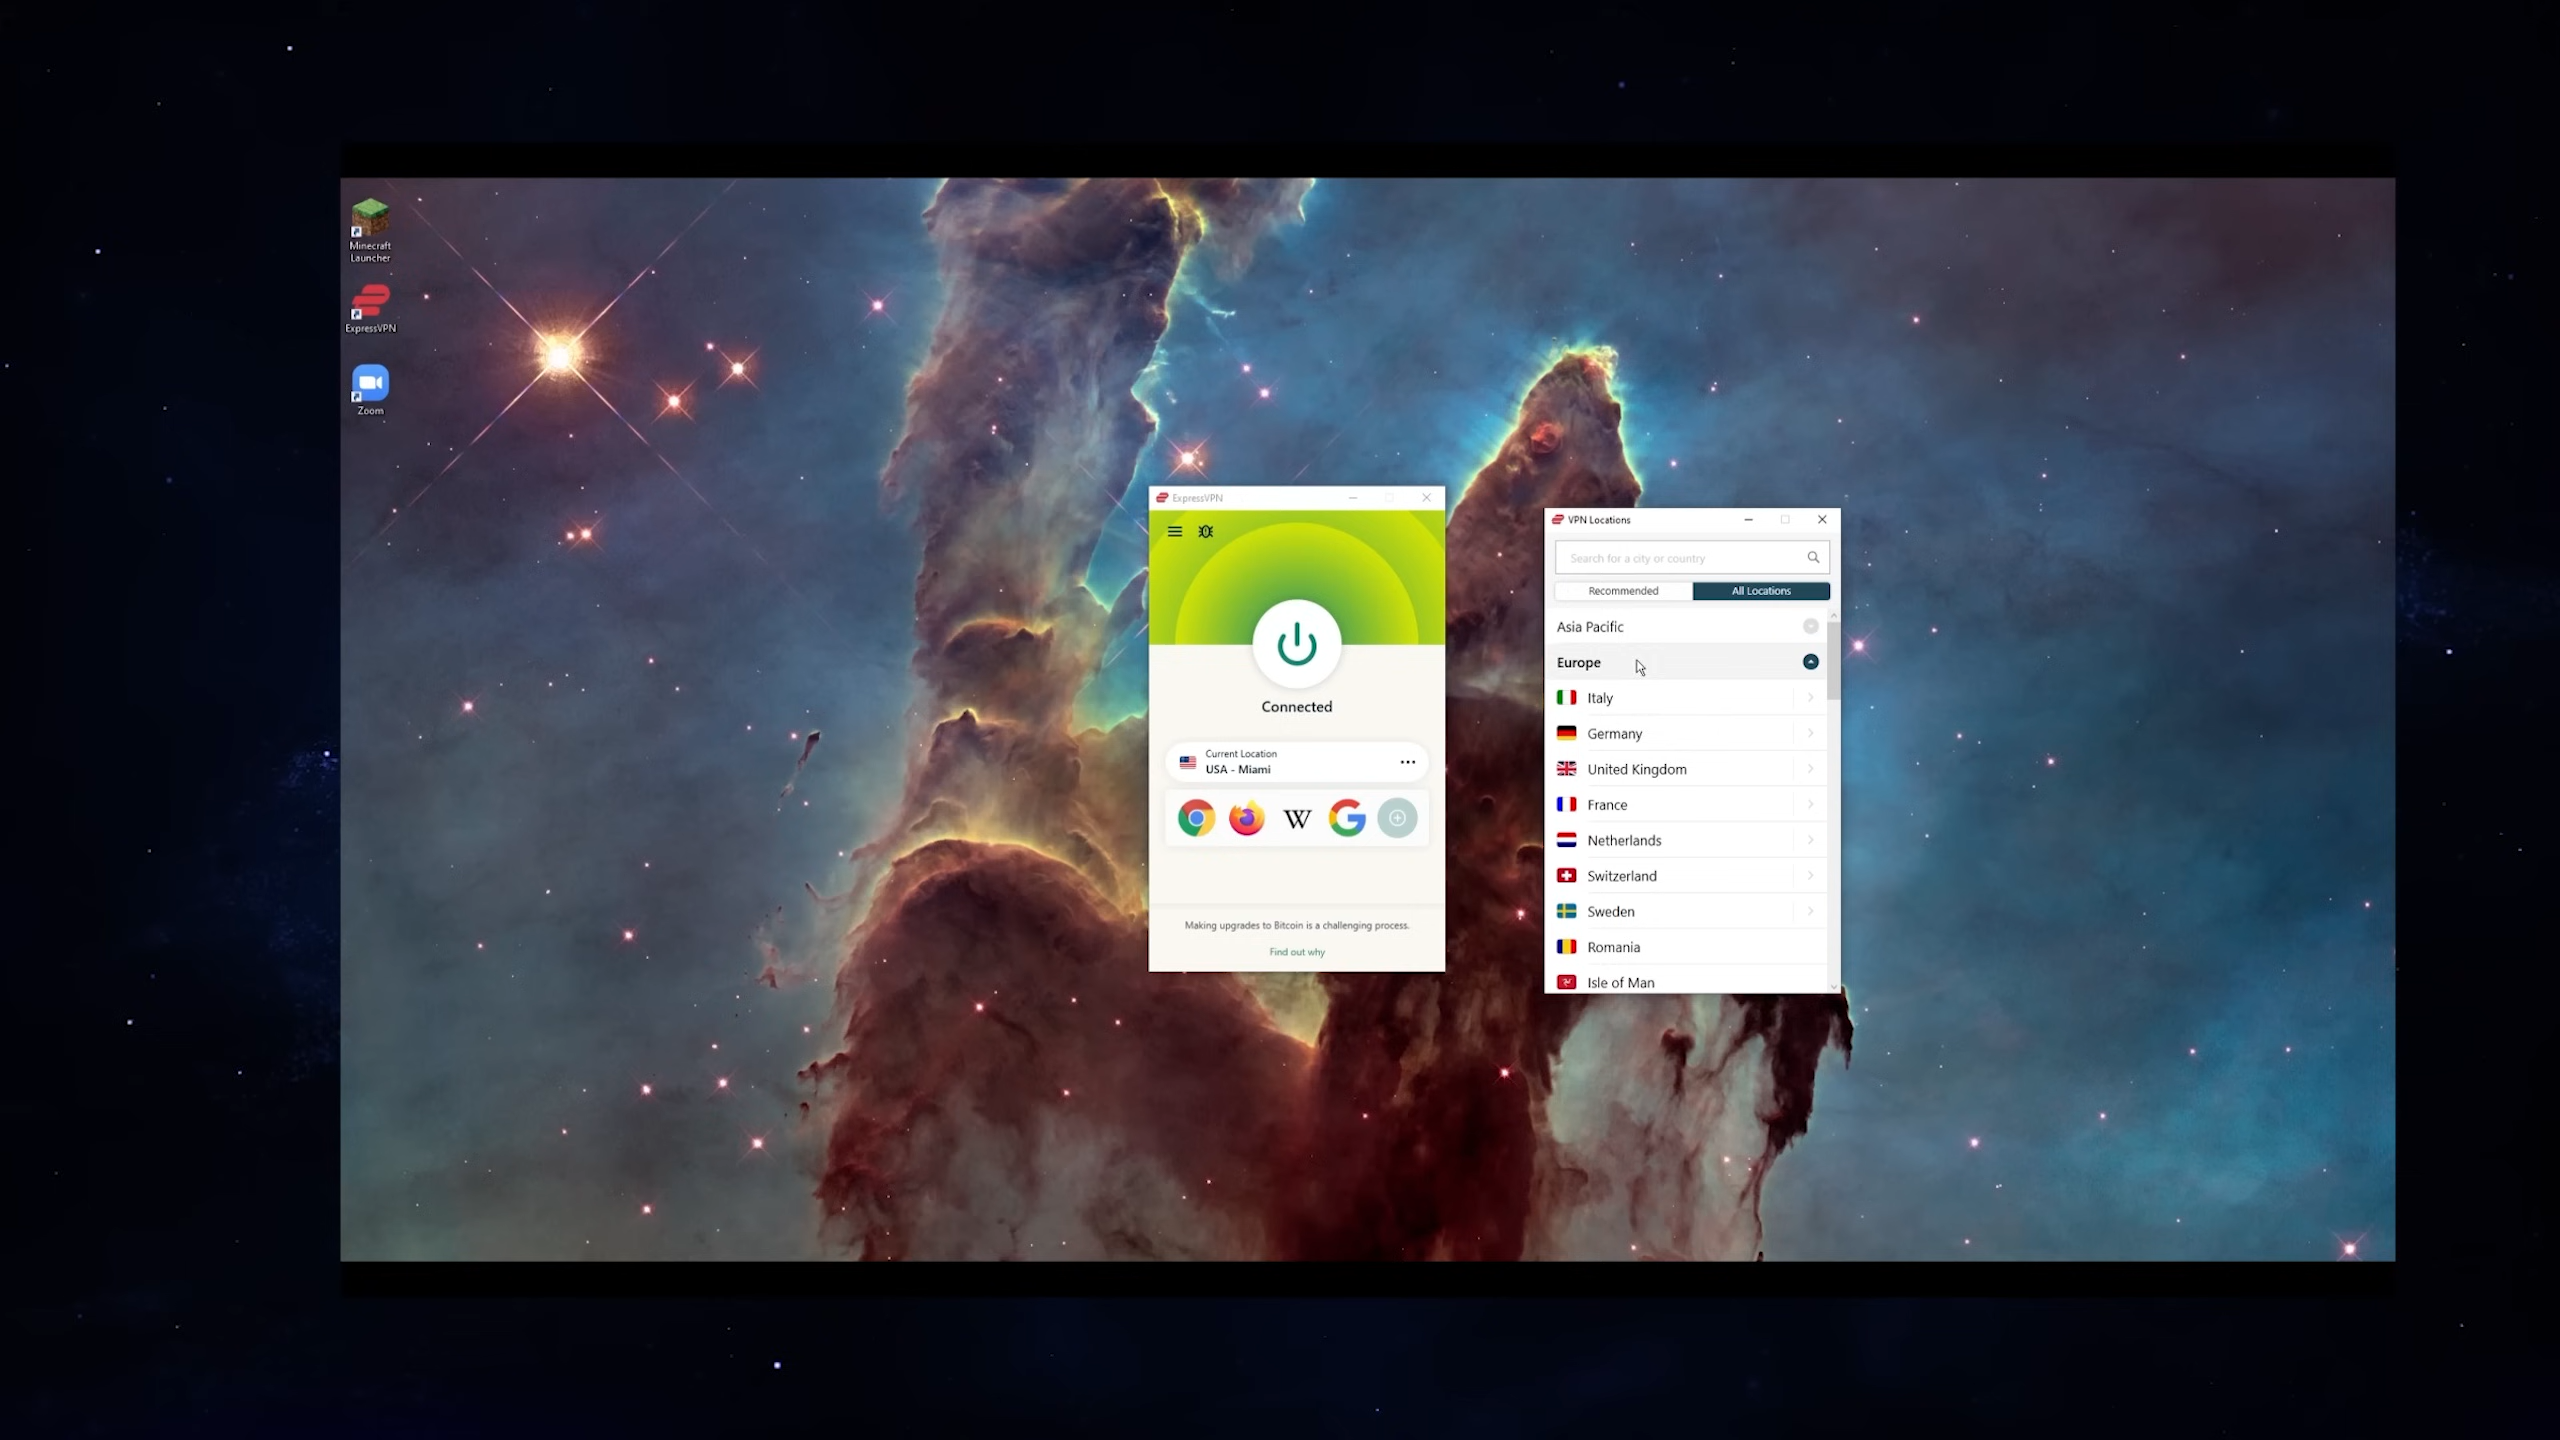 Minecraft
Launcher
ExpressVPN
Zoom
ExpressVPN
Connected
Current Location
USA - Miami
W
G
Making upgrades to Bitcoin is a challenging process.
Find out why
VPN Locations
Search for a city or country
Recommended
All Locations
Asia Pacific
Europe
Italy
Germany
United Kingdom
France
Netherlands
Switzerland
Sweden
Romania
Isle of Man